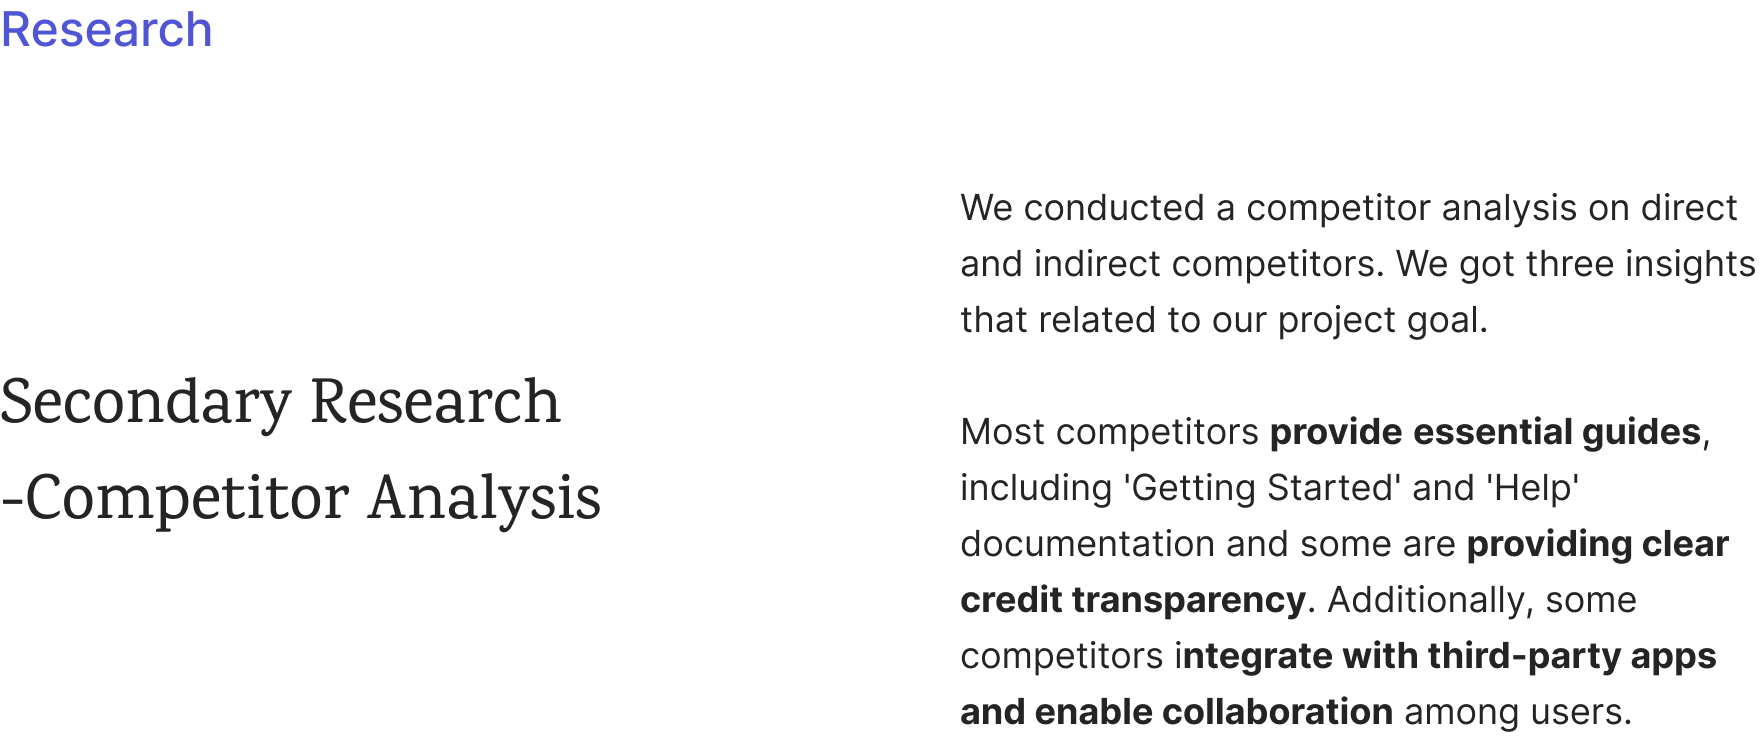 Research
We conducted a competitor analysis on direct
and indirect competitors. We got three insights
that related to our project goal.
Secondary Research
-Competitor Analysis
Most competitors provide essential guides,
including 'Getting Started' and 'Help'
documentation and some are providing clear
credit transparency. Additionally, some
competitors integrate with third-party apps
and enable collaboration among users.